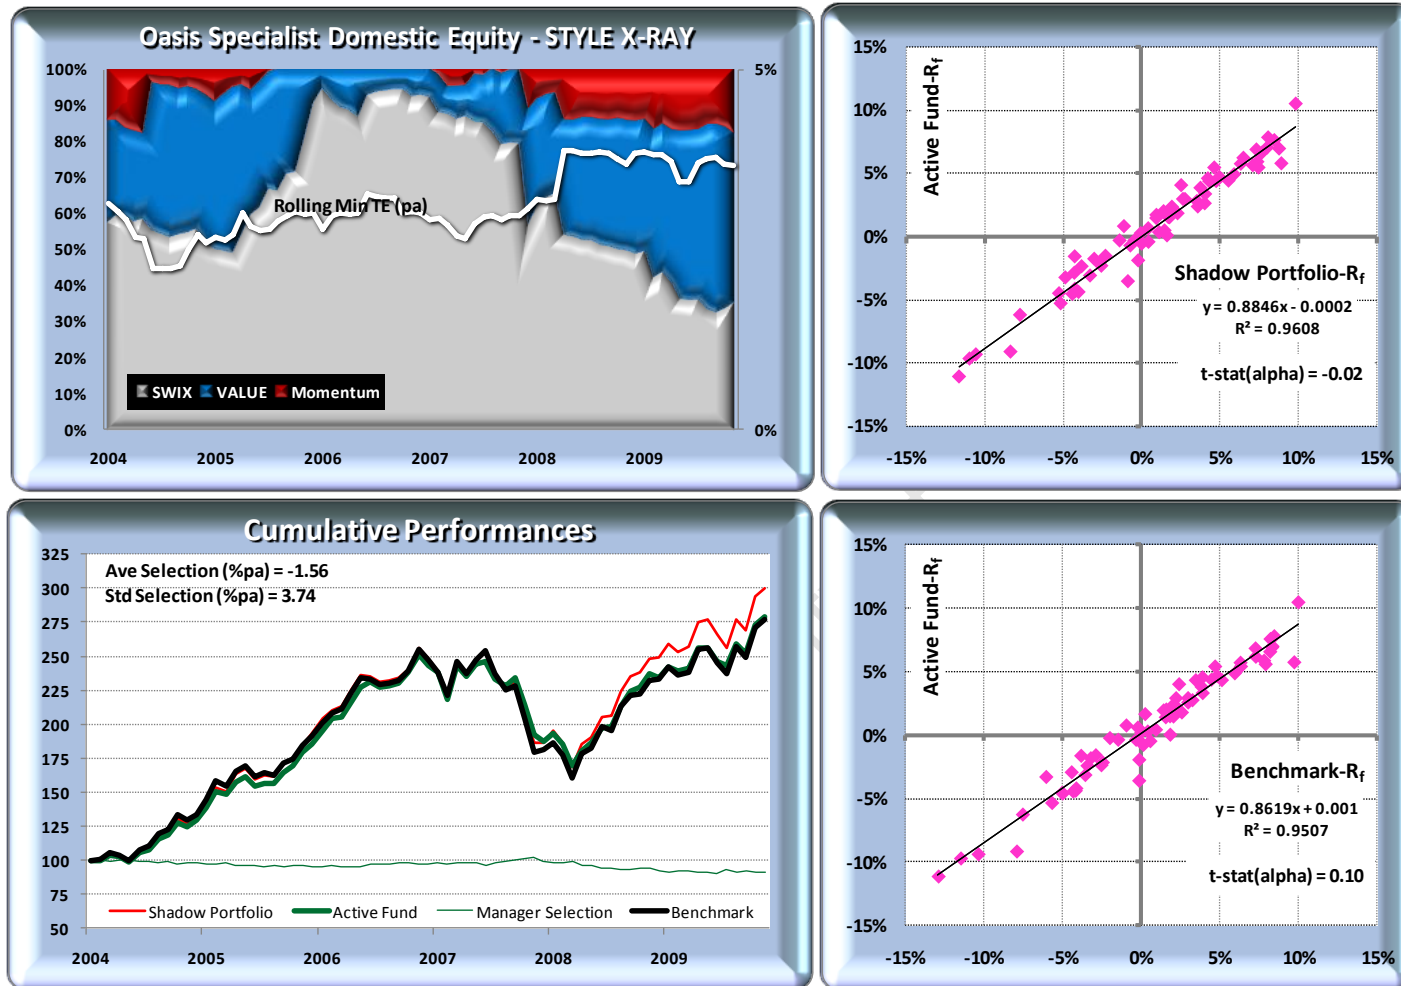 Oasis Specialist Domestic Equity - STYLE X-RAY
100%
90%
80%
70%
60%
50%
40%
30%
20%
10%
0%
5%
0%
Rolling Min TE (pa)
SWIX VALUE Momentum
2004 2005 2006 2007 2008 2009
15%
10%
5%
0%
-5%
-10%
-15%
Active Fund-Rf
Shadow Portfolio-Rf
y = 0.8846x - 0.0002
R² = 0.9608
t-stat(alpha) = -0.02
-15% -10% -5% 0% 5% 10% 15%
Cumulative Performances
325
300
275
250
225
200
175
150
125
100
75
50
Ave Selection (%pa) = -1.56
Std Selection (%pa) = 3.74
Shadow Portfolio Active Fund Manager Selection Benchmark
2004 2005 2006 2007 2008 2009
15%
10%
5%
0%
-5%
-10%
-15%
Active Fund-Rf
Benchmark-Rf
y = 0.8619x + 0.001
R² = 0.9507
t-stat(alpha) = 0.10
-15% -10% -5% 0% 5% 10% 15%